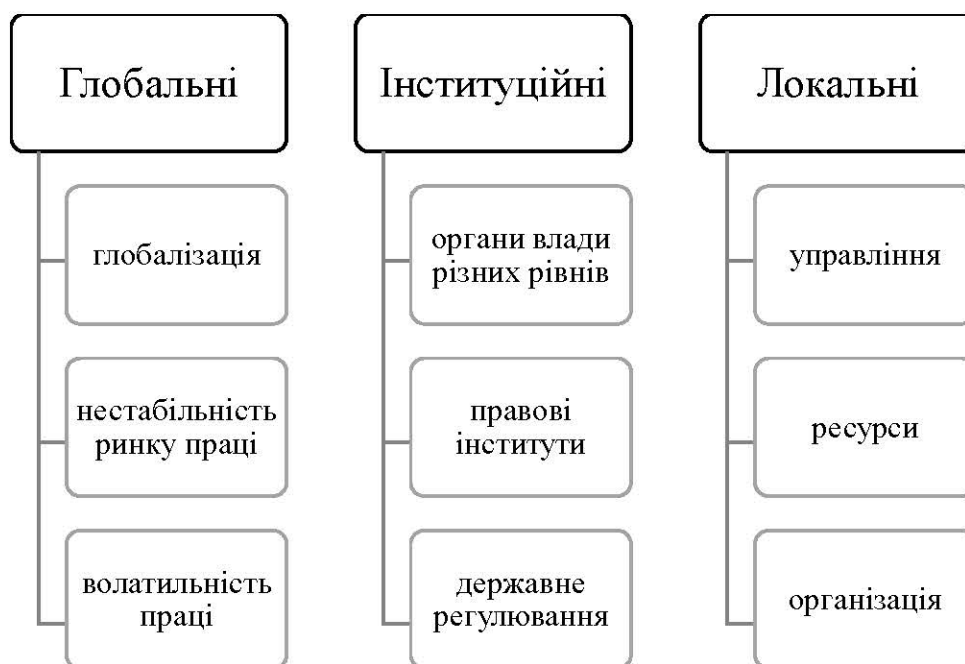 Глобальні
глобалізація
нестабільність
ринку праці
волатильність
праці
Інституційні
органи влади
різних рівнів
правові
інститути
державне
регулювання
Локальні
управління
ресурси
організація